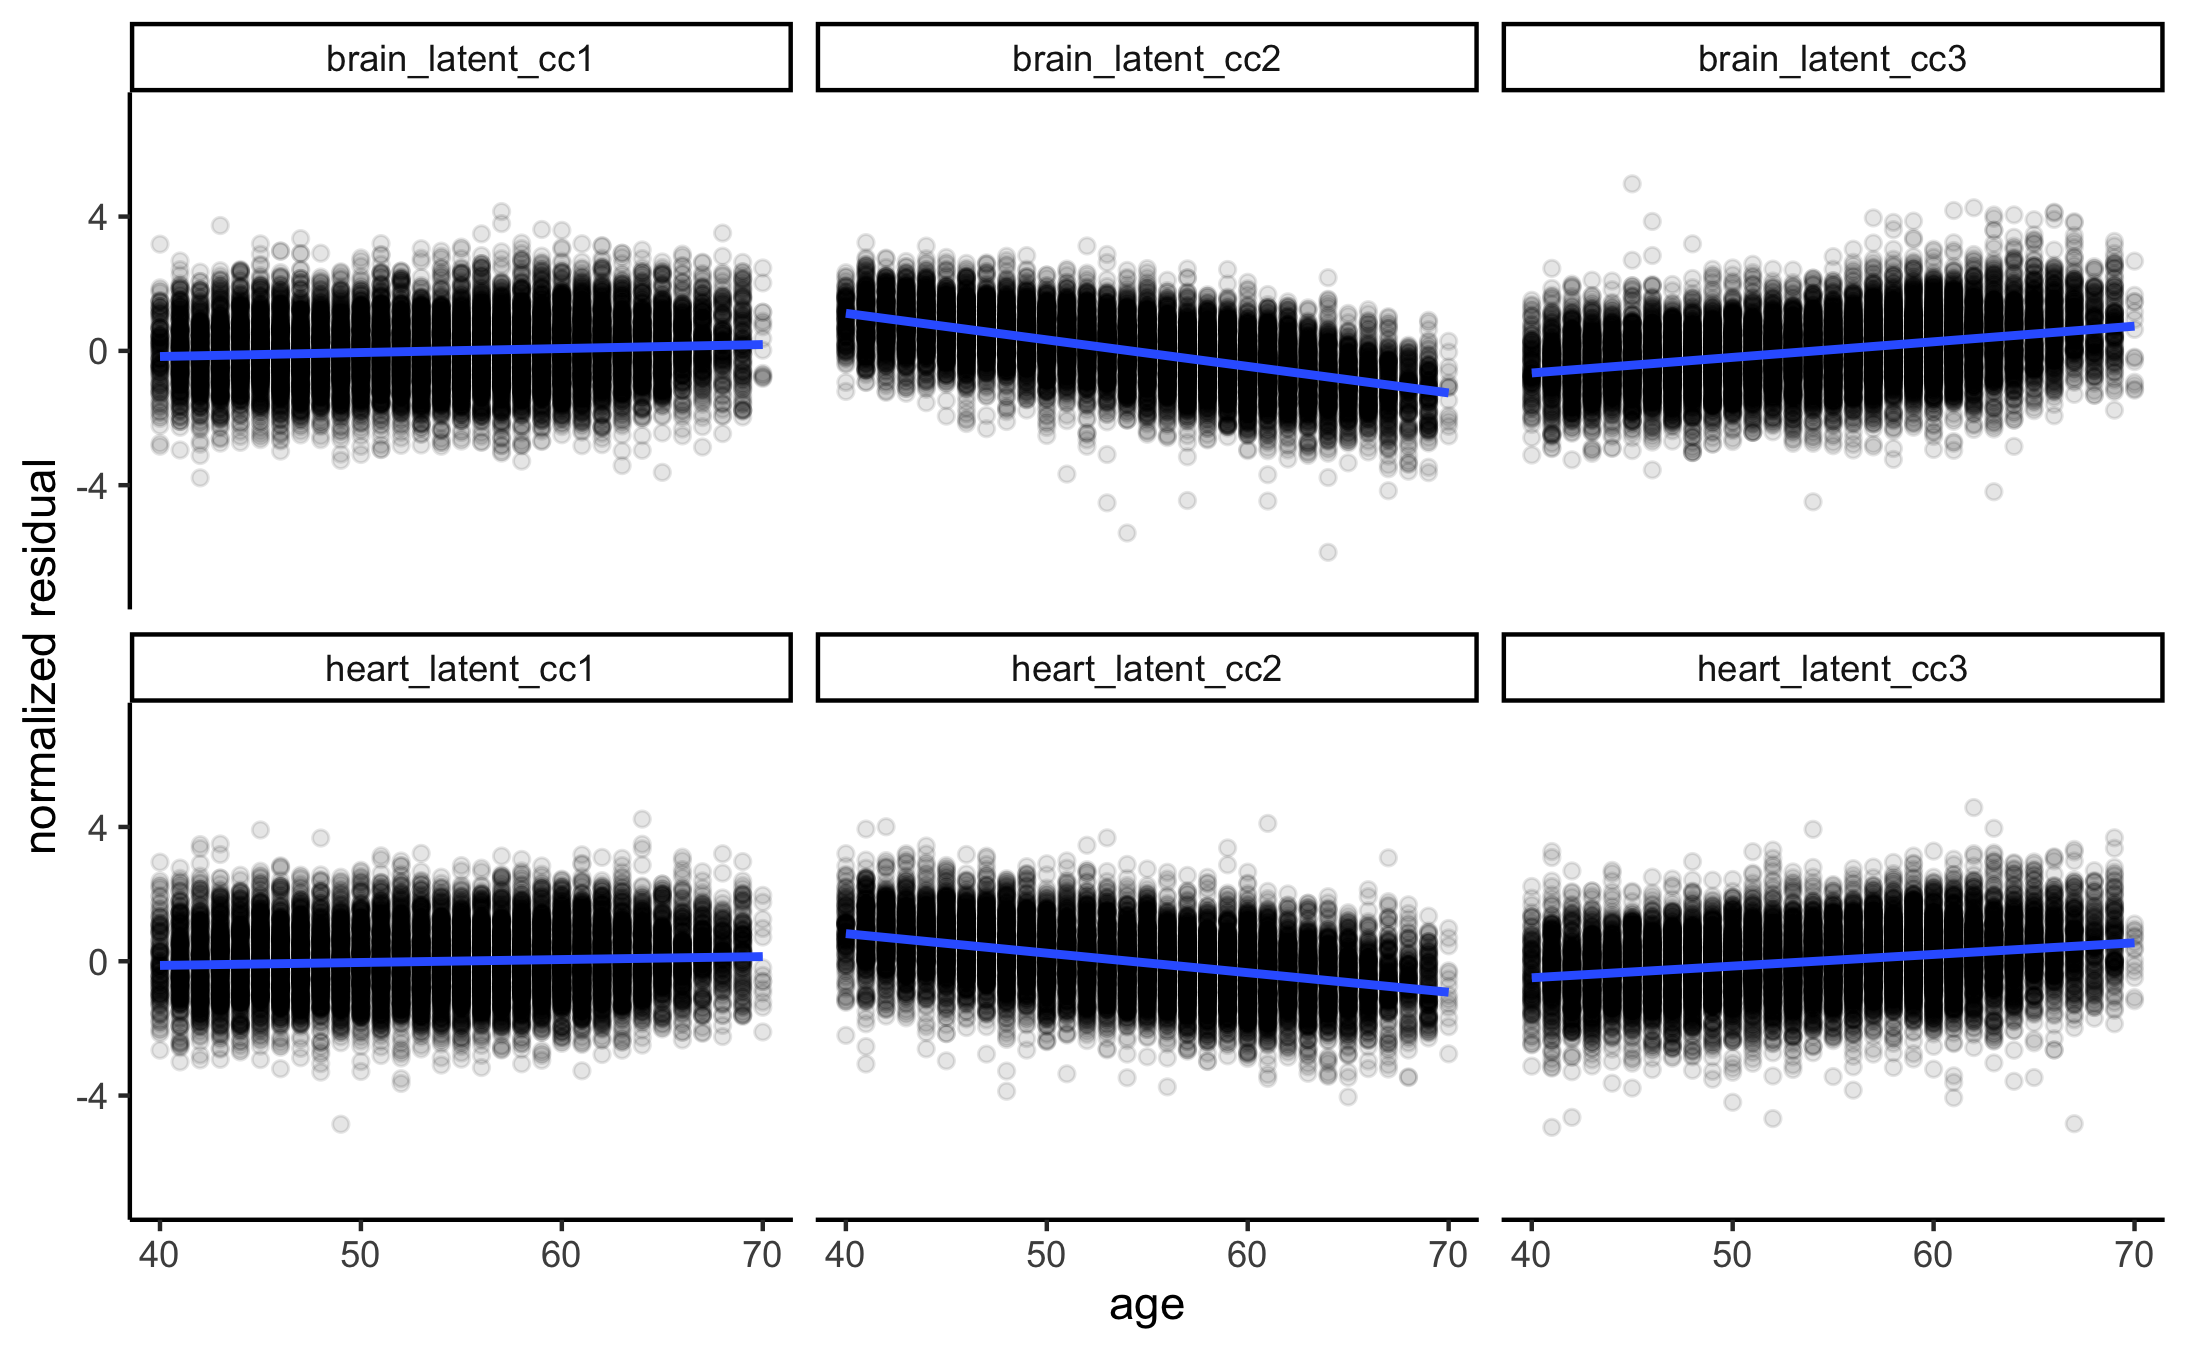 brain_latent_cc1
brain_latent_cc2
brain_latent_cc3
4
0
-4
normalized residual
heart_latent_cc1
heart_latent_cc2
heart_latent_cc3
4
0
-4
40 50 60 70
40 50 60 70
40 50 60 70
age